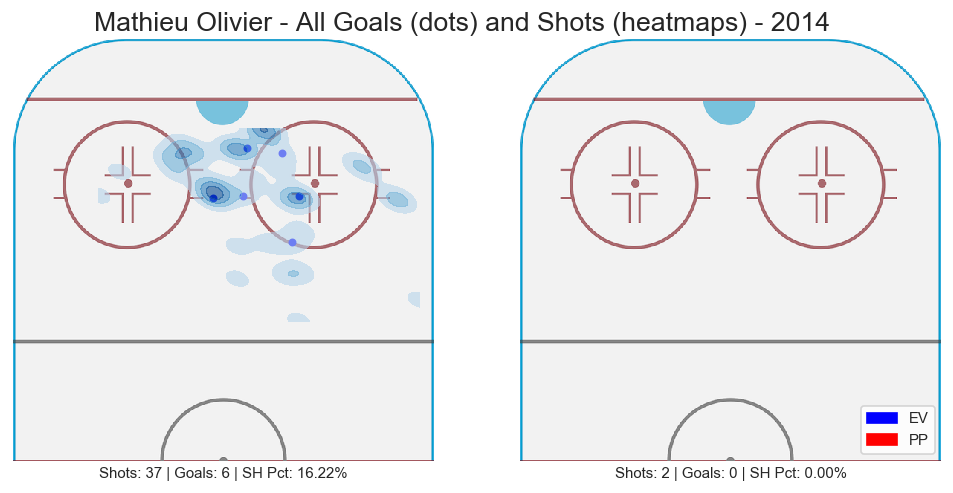 Mathieu Olivier - All Goals (dots) and Shots (heatmaps) - 2014
EV
PP
Shots: 37 | Goals: 6 | SH Pct: 16.22%
Shots: 2 | Goals: 0 | SH Pct: 0.00%